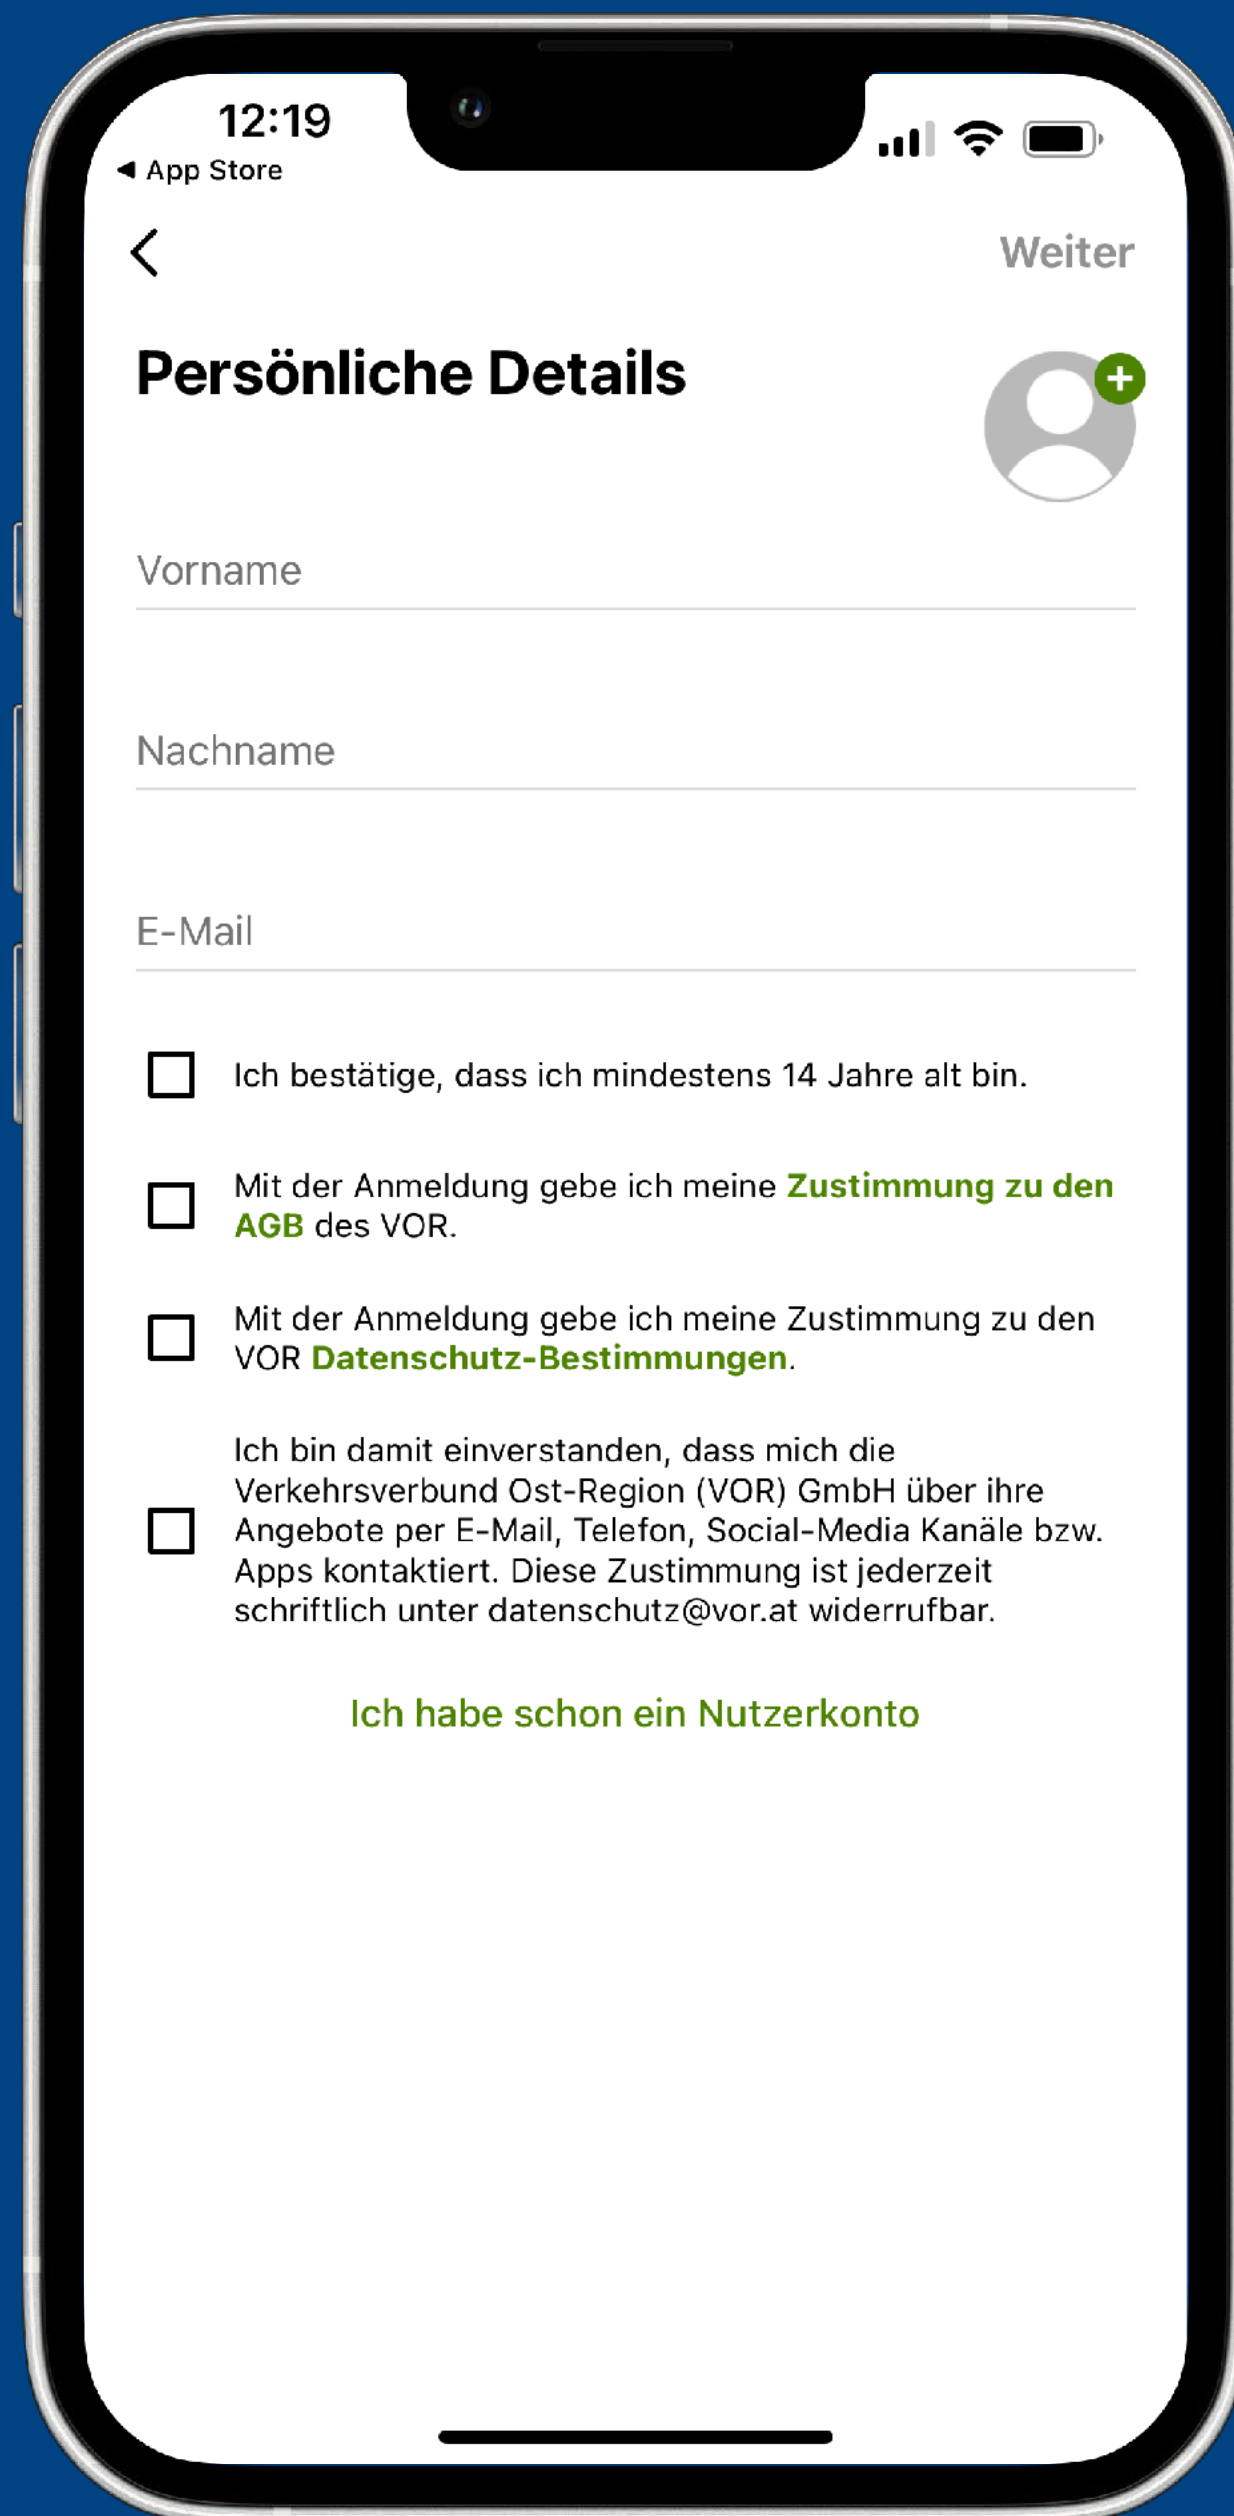 12:19
◀ App Store
Weiter
Persönliche Details
Vorname
Nachname
E-Mail
Ich bestätige, dass ich mindestens 14 Jahre alt bin.
Mit der Anmeldung gebe ich meine Zustimmung zu den
AGB des VOR.
Mit der Anmeldung gebe ich meine Zustimmung zu den
VOR Datenschutz-Bestimmungen.
Ich bin damit einverstanden, dass mich die
Verkehrsverbund Ost-Region (VOR) GmbH über ihre
Angebote per E-Mail, Telefon, Social-Media Kanäle bzw.
Apps kontaktiert. Diese Zustimmung ist jederzeit
schriftlich unter datenschutz@vor.at widerrufbar.
Ich habe schon ein Nutzerkonto